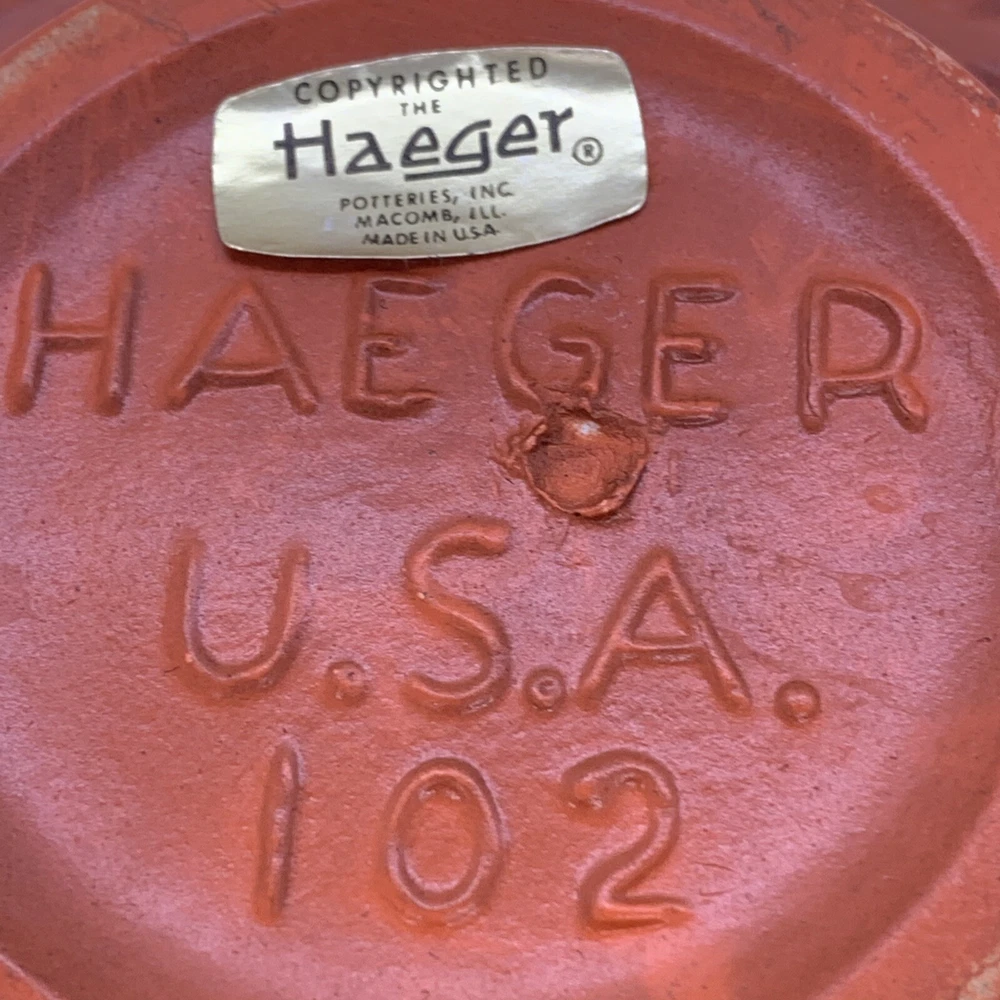 COPYRIGHTED
THE
Haeger®
POTTERIES, INC.
MACOMB, ILL.
MADE IN U.S.A.
HAEGER
U.S.A.
102